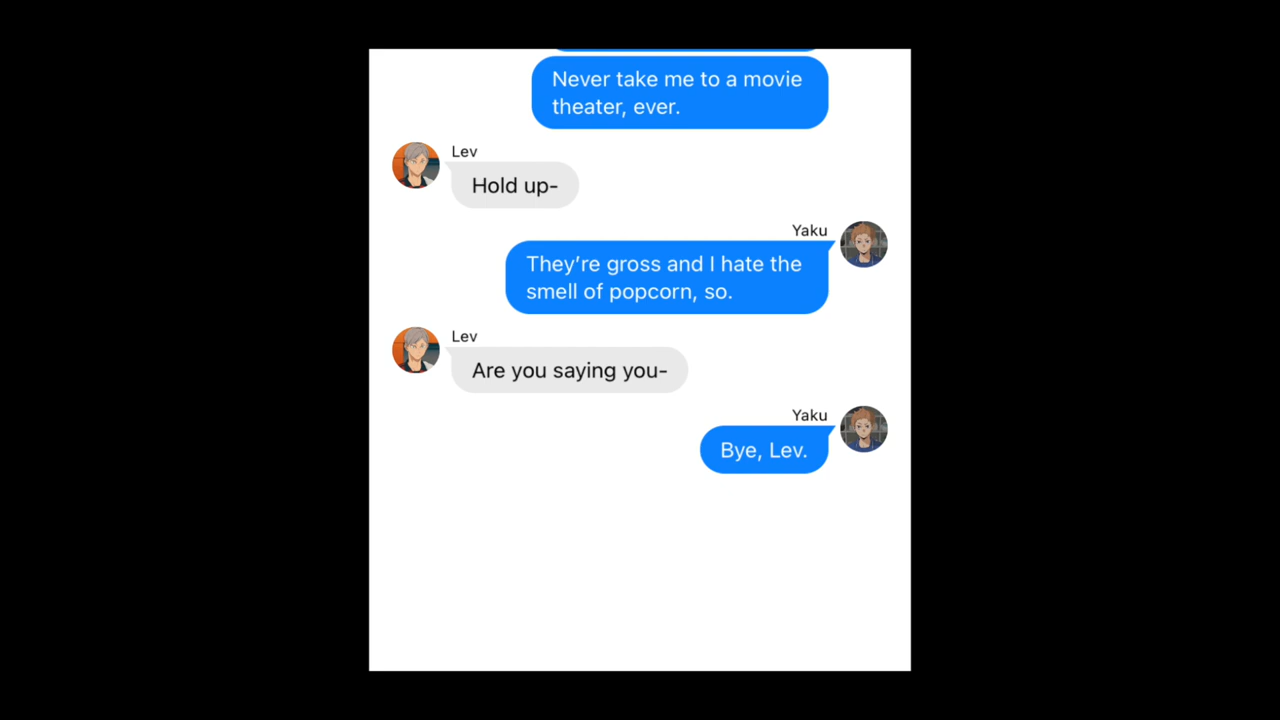 Never take me to a movie
theater, ever.
Lev
Hold up-
Yaku
They’re gross and I hate the
smell of popcorn, so.
Lev
Are you saying you-
Yaku
Bye, Lev.